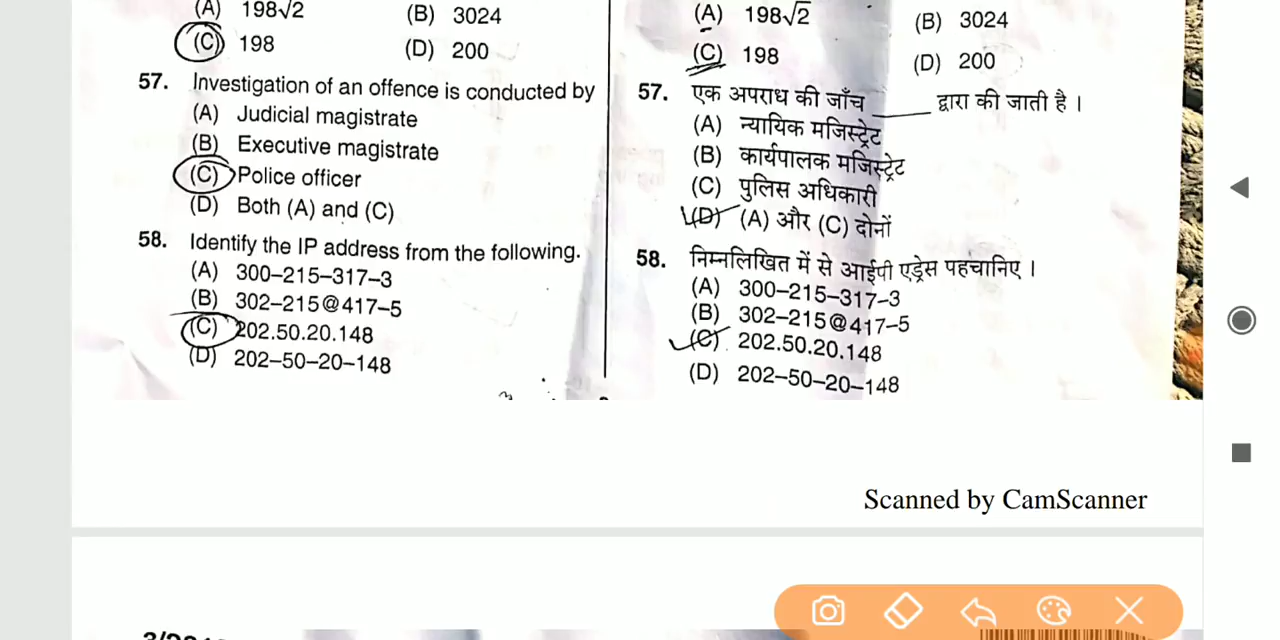 (A) 198√2 (B) 3024
(C) 198 (D) 200
57. Investigation of an offence is conducted by
(A) Judicial magistrate
(B) Executive magistrate
(C) Police officer
(D) Both (A) and (C)
58. Identify the IP address from the following.
(A) 300–215–317–3
(B) 302–215@417–5
(C) 202.50.20.148
(D) 202–50–20–148
(A) 198√2 (B) 3024
(C) 198 (D) 200
57. एक अपराध की जाँच ______ द्वारा की जाती है ।
(A) न्यायिक मजिस्ट्रेट
(B) कार्यपालक मजिस्ट्रेट
(C) पुलिस अधिकारी
(D) (A) और (C) दोनों
58. निम्नलिखित में से आईपी एड्रेस पहचानिए ।
(A) 300–215–317–3
(B) 302–215@417–5
(C) 202.50.20.148
(D) 202–50–20–148
Scanned by CamScanner